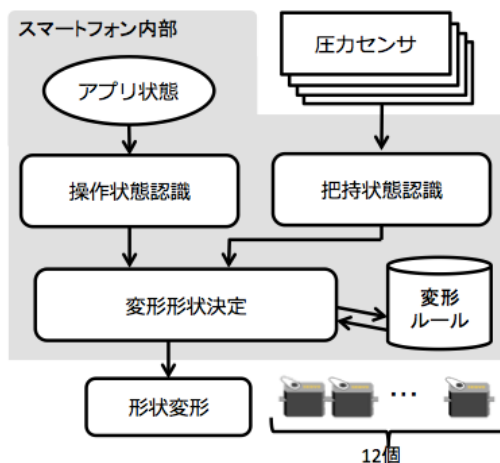 スマートフォン内部
圧力センサ
アプリ状態
操作状態認識
把持状態認識
変形形状決定
変形
ルール
形状変形
…
12個